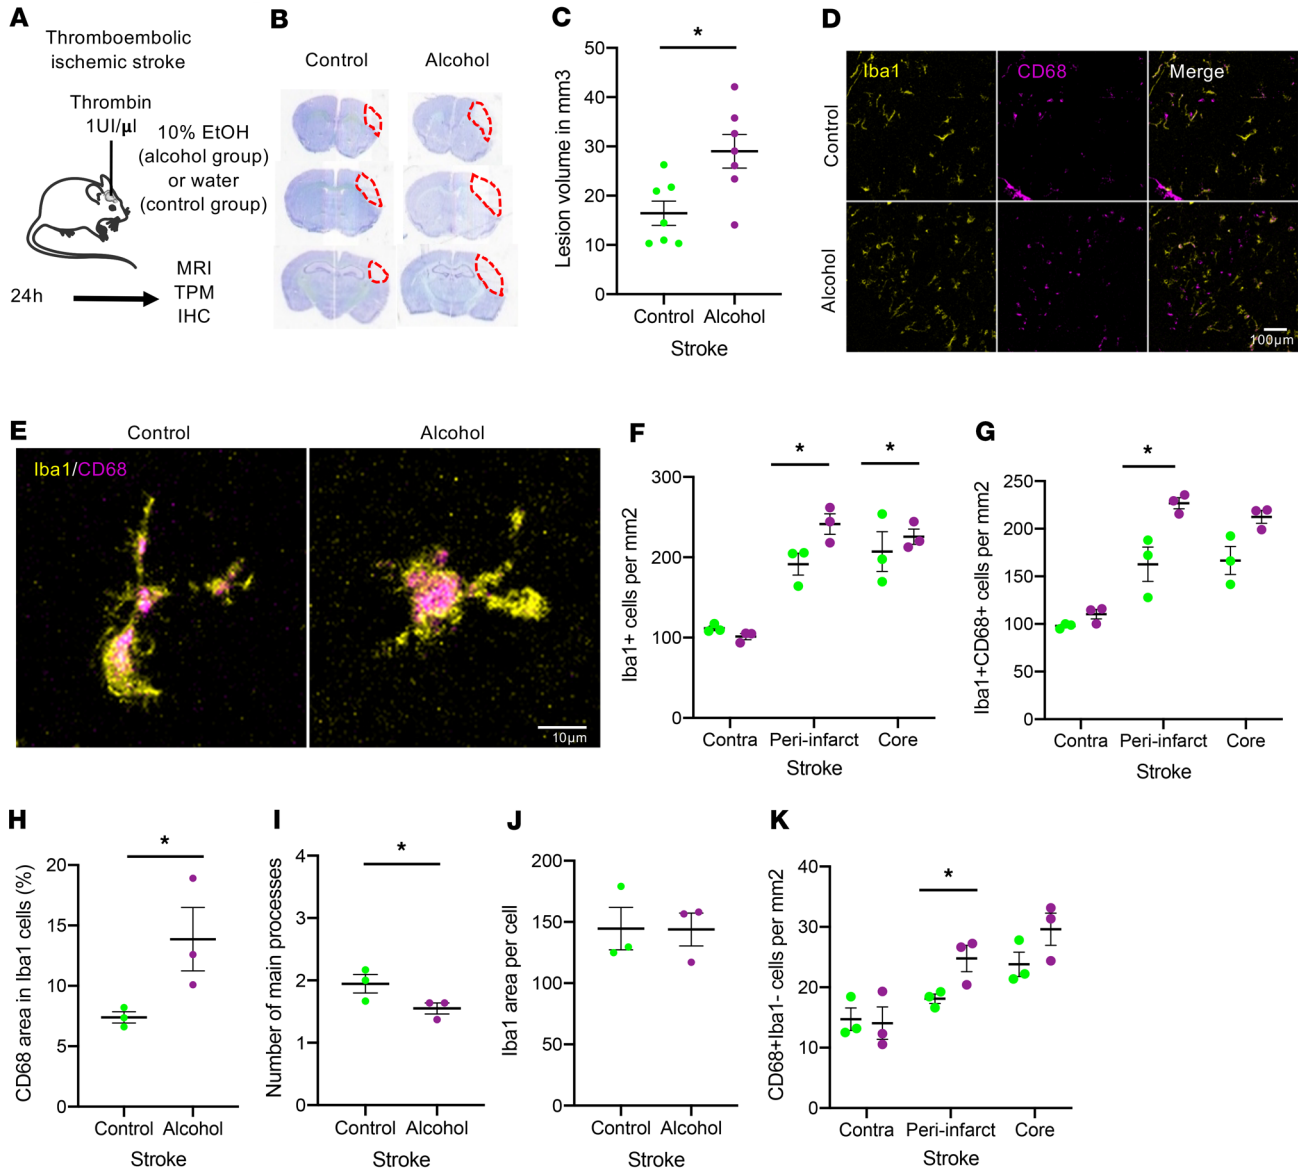 A
Thromboembolic
ischemic stroke
Thrombin
1UI/μl
10% EtOH
(alcohol group)
or water
(control group)
24h
MRI
TPM
IHC
B
Control
Alcohol
C
*
Lesion volume in mm3
50
40
30
20
10
0
Control
Alcohol
Stroke
D
Iba1
CD68
Merge
Control
Alcohol
100μm
E
Control
Alcohol
Iba1/CD68
10μm
F
*
*
Iba1+ cells per mm2
300
200
100
0
Contra
Peri-infarct
Core
Stroke
G
*
Iba1+CD68+ cells per mm2
250
200
150
100
50
0
Contra
Peri-infarct
Core
Stroke
H
*
CD68 area in Iba1 cells (%)
20
15
10
5
0
Control
Alcohol
Stroke
I
*
Number of main processes
4
3
2
1
0
Control
Alcohol
Stroke
J
Iba1 area per cell
200
150
100
50
0
Control
Alcohol
Stroke
K
*
CD68+Iba1- cells per mm2
40
30
20
10
0
Contra
Peri-infarct
Core
Stroke